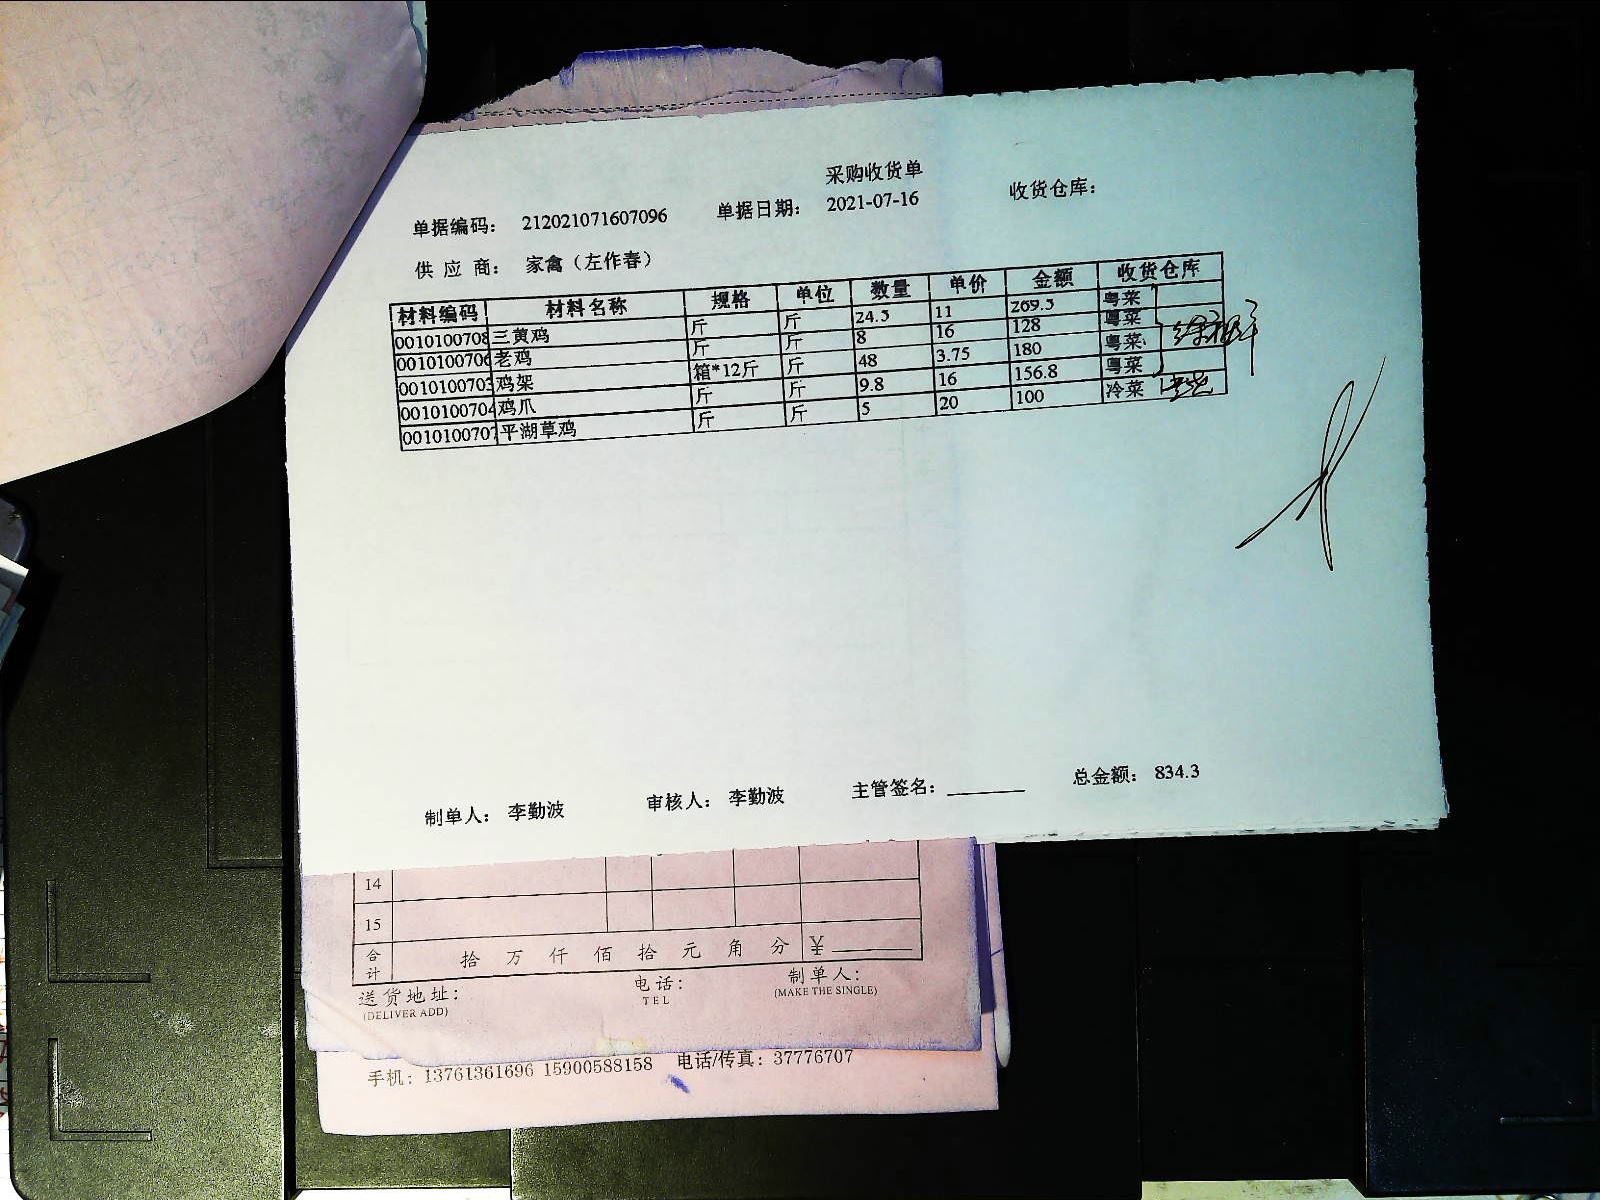 采购收货单
单据编码： 212021071607096 单据日期： 2021-07-16 收货仓库：
供 应 商： 家禽（左作春）
材料编码 材料名称 规格 单位 数量 单价 金额 收货仓库
0010100708 三黄鸡 斤 斤 24.5 11 269.5 粤菜
001010070 老鸡 斤 斤 8 16 128 粤菜
0010100703 鸡架 箱*12斤 斤 48 3.75 180 粤菜
0010100704 鸡爪 斤 斤 9.8 16 156.8 粤菜
0010100707 平湖草鸡 斤 斤 5 20 100 冷菜
制单人： 李勤波 审核人： 李勤波 主管签名： 总金额： 834.3
14
15
合计 拾 万 仟 佰 拾 元 角 分 ¥
送货地址： 电话： 制单人：
(DELIVER ADD) TEL (MAKE THE SINGLE)
手机：13761361696 15900588158 电话/传真：37776707